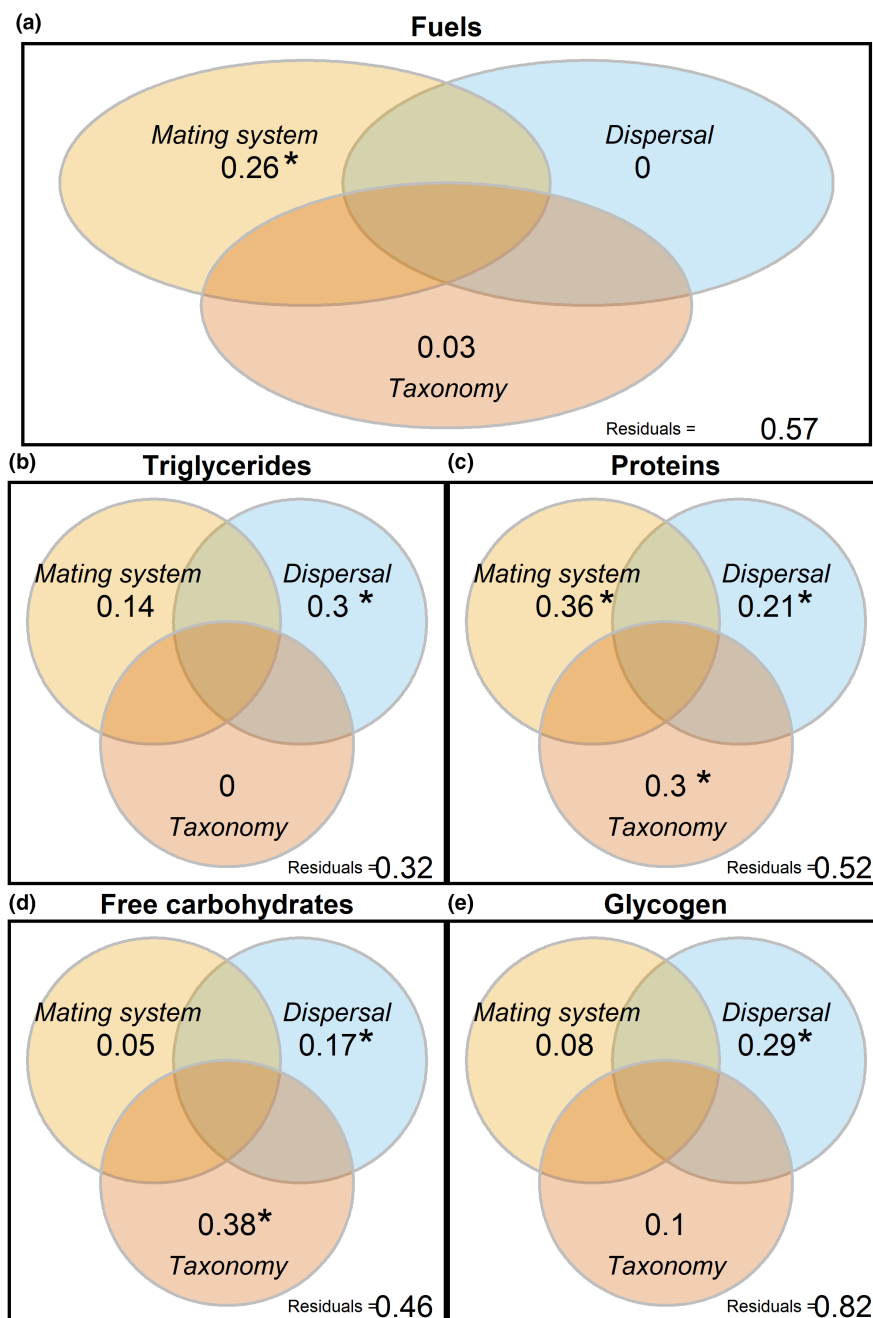 (a)
Fuels
Mating system
0.26*
Dispersal
0
0.03
Taxonomy
Residuals = 0.57
(b)
Triglycerides
Mating system
0.14
Dispersal
0.3 *
0
Taxonomy
Residuals =0.32
(c)
Proteins
Mating system
0.36*
Dispersal
0.21*
0.3 *
Taxonomy
Residuals =0.52
(d)
Free carbohydrates
Mating system
0.05
Dispersal
0.17*
0.38*
Taxonomy
Residuals =0.46
(e)
Glycogen
Mating system
0.08
Dispersal
0.29*
0.1
Taxonomy
Residuals =0.82